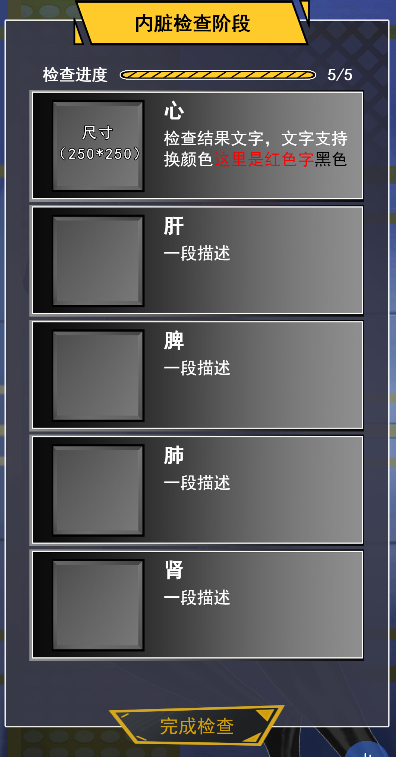 内脏检查阶段
检查进度 5/5
尺寸
（250*250）
心
检查结果文字，文字支持
换颜色这里是红色字黑色
肝
一段描述
脾
一段描述
肺
一段描述
肾
一段描述
完成检查